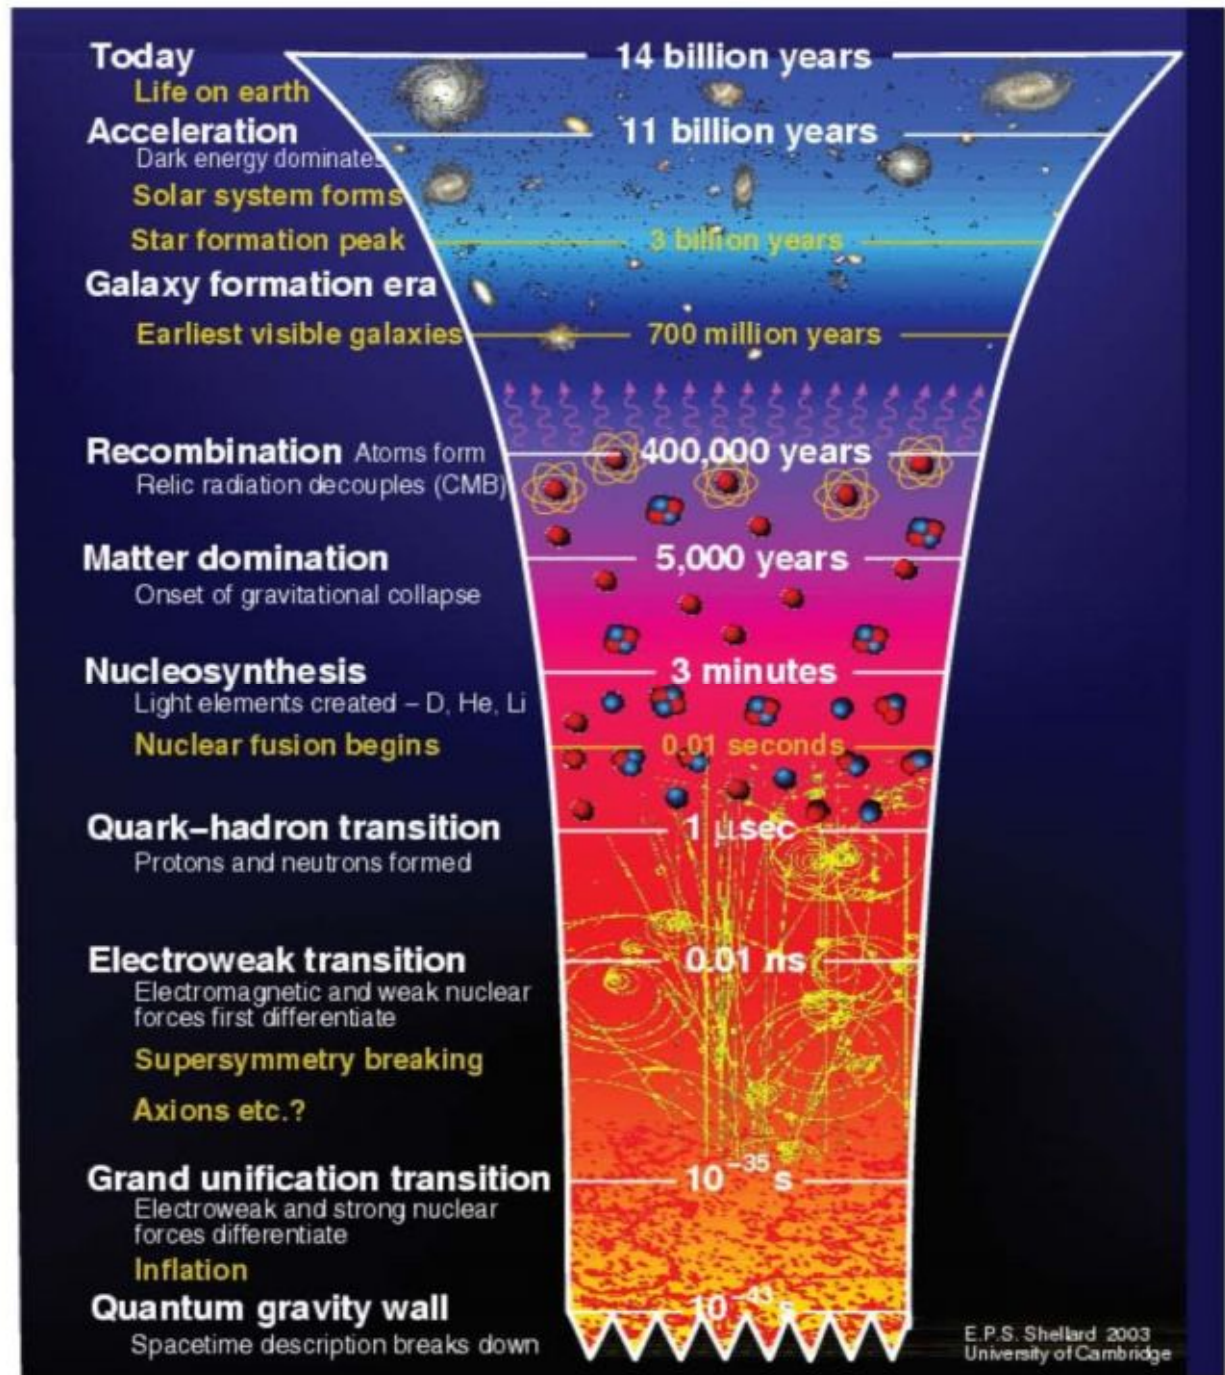 Today 14 billion years
Life on earth
Acceleration 11 billion years
Dark energy dominates
Solar system forms
Star formation peak 3 billion years
Galaxy formation era
Earliest visible galaxies 700 million years
Recombination Atoms form 400,000 years
Relic radiation decouples (CMB)
Matter domination 5,000 years
Onset of gravitational collapse
Nucleosynthesis 3 minutes
Light elements created – D, He, Li
Nuclear fusion begins 0.01 seconds
Quark–hadron transition 1 μsec
Protons and neutrons formed
Electroweak transition 0.01 ns
Electromagnetic and weak nuclear
forces first differentiate
Supersymmetry breaking
Axions etc.?
Grand unification transition 10⁻³⁵ s
Electroweak and strong nuclear
forces differentiate
Inflation
Quantum gravity wall 10⁻⁴³ s
Spacetime description breaks down
E.P.S. Shellard 2003
University of Cambridge